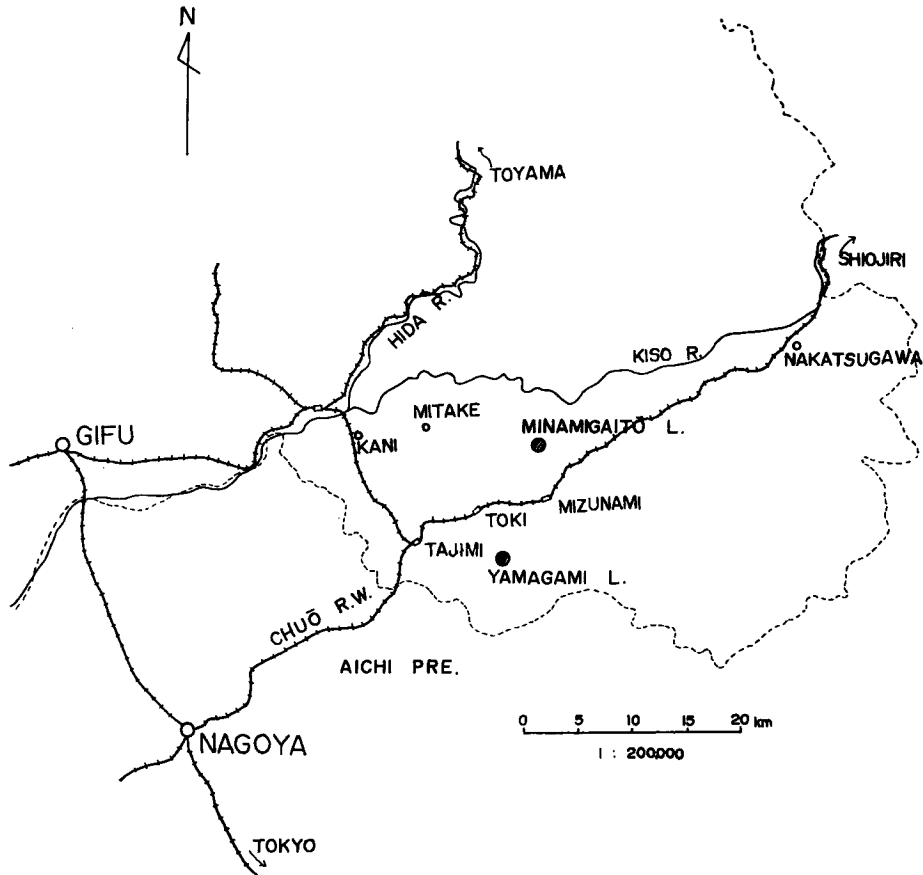 N
TOYAMA
SHIOJIRI
HIDA R.
KISO R.
NAKATSUGAWA
MITAKE
MINAMIGAITO L.
GIFU
KANI
MIZUNAMI
TOKI
TAJIMI
YAMAGAMI L.
CHUŌ R.W.
AICHI PRE.
NAGOYA
0 5 10 15 20 km
1 : 200,000
TOKYO